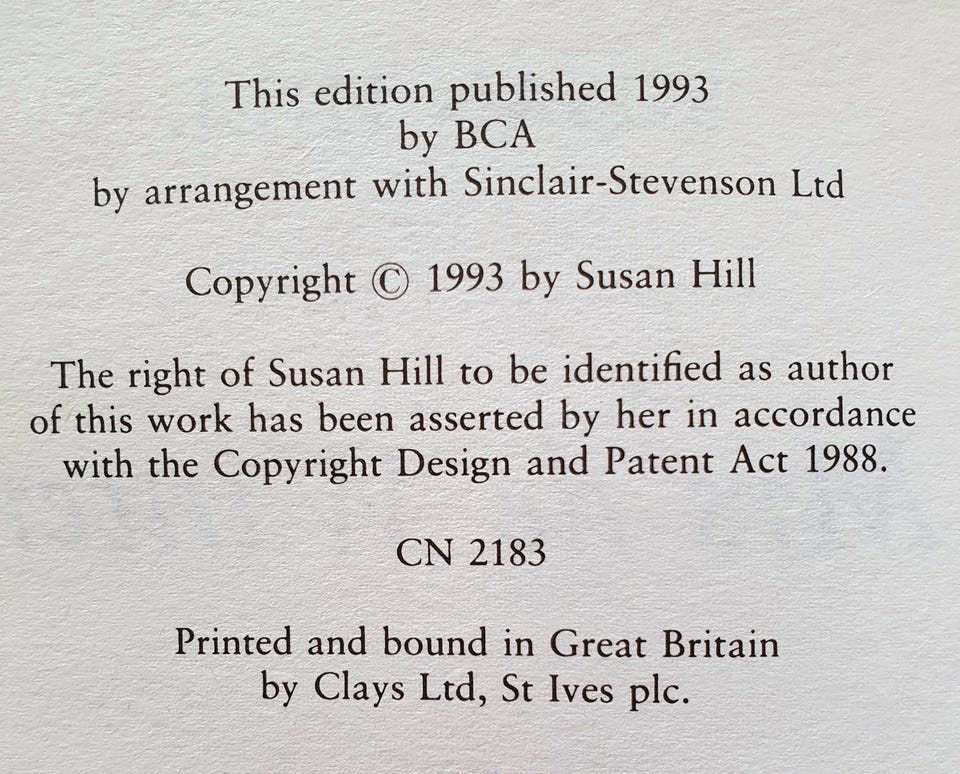 This edition published 1993
by BCA
by arrangement with Sinclair-Stevenson Ltd
Copyright © 1993 by Susan Hill
The right of Susan Hill to be identified as author
of this work has been asserted by her in accordance
with the Copyright Design and Patent Act 1988.
CN 2183
Printed and bound in Great Britain
by Clays Ltd, St Ives plc.